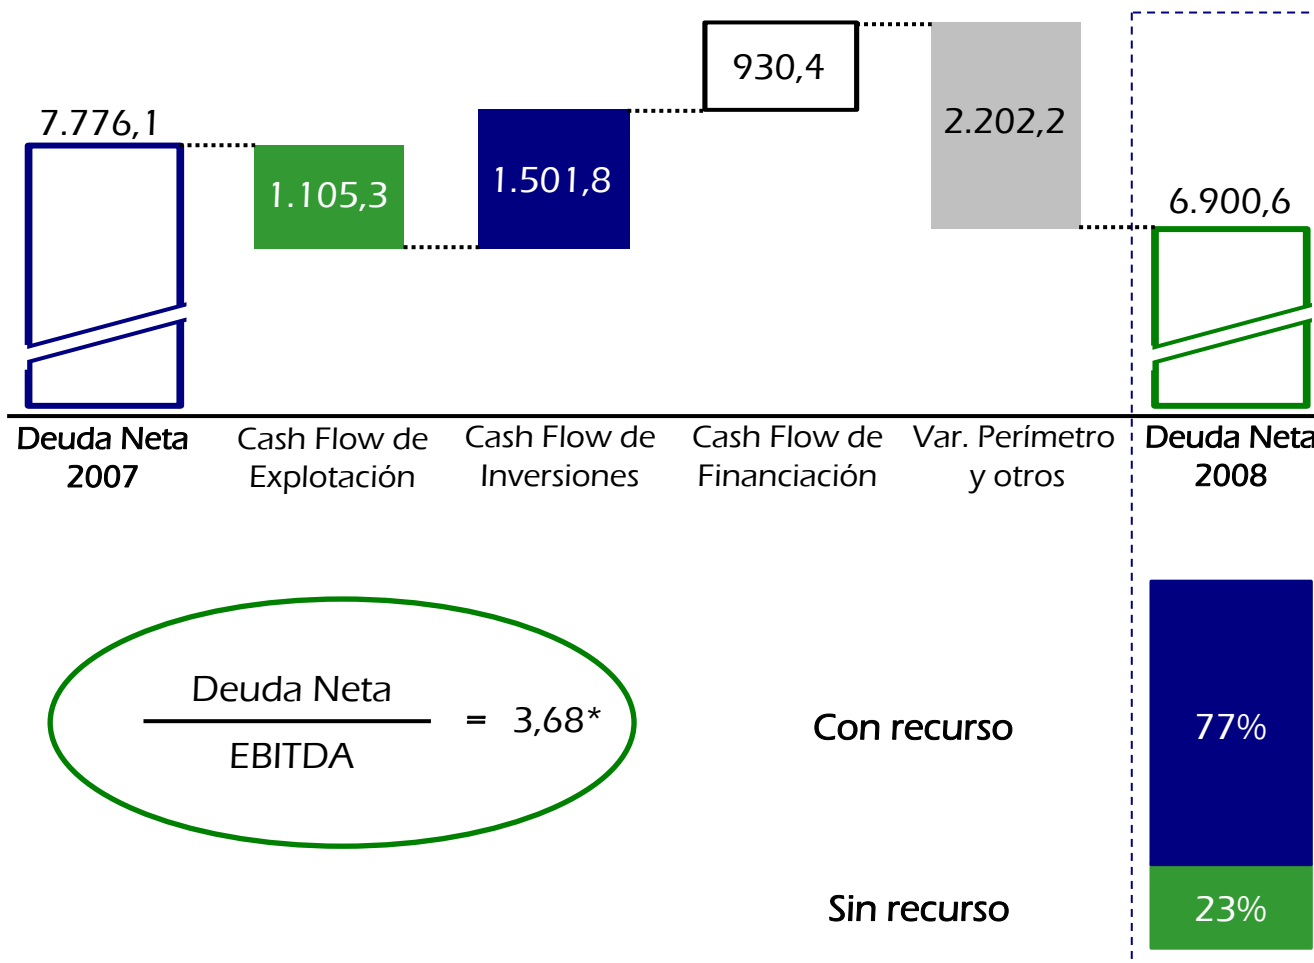 930,4
7.776,1
2.202,2
1.105,3
1.501,8
6.900,6
Deuda Neta
2007
Cash Flow de
Explotación
Cash Flow de
Inversiones
Cash Flow de
Financiación
Var. Perímetro
y otros
Deuda Neta
2008
Deuda Neta
EBITDA
= 3,68*
Con recurso
77%
Sin recurso
23%